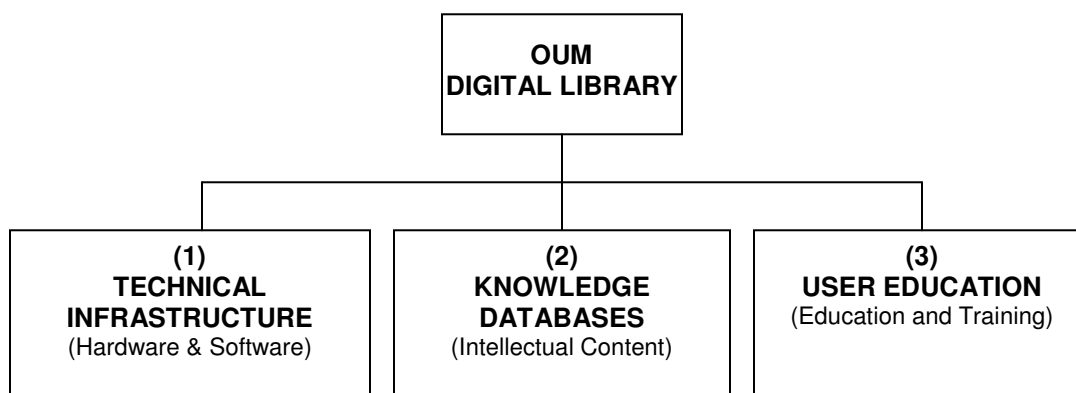 OUM
DIGITAL LIBRARY
(1)
TECHNICAL
INFRASTRUCTURE
(Hardware & Software)
(2)
KNOWLEDGE
DATABASES
(Intellectual Content)
(3)
USER EDUCATION
(Education and Training)